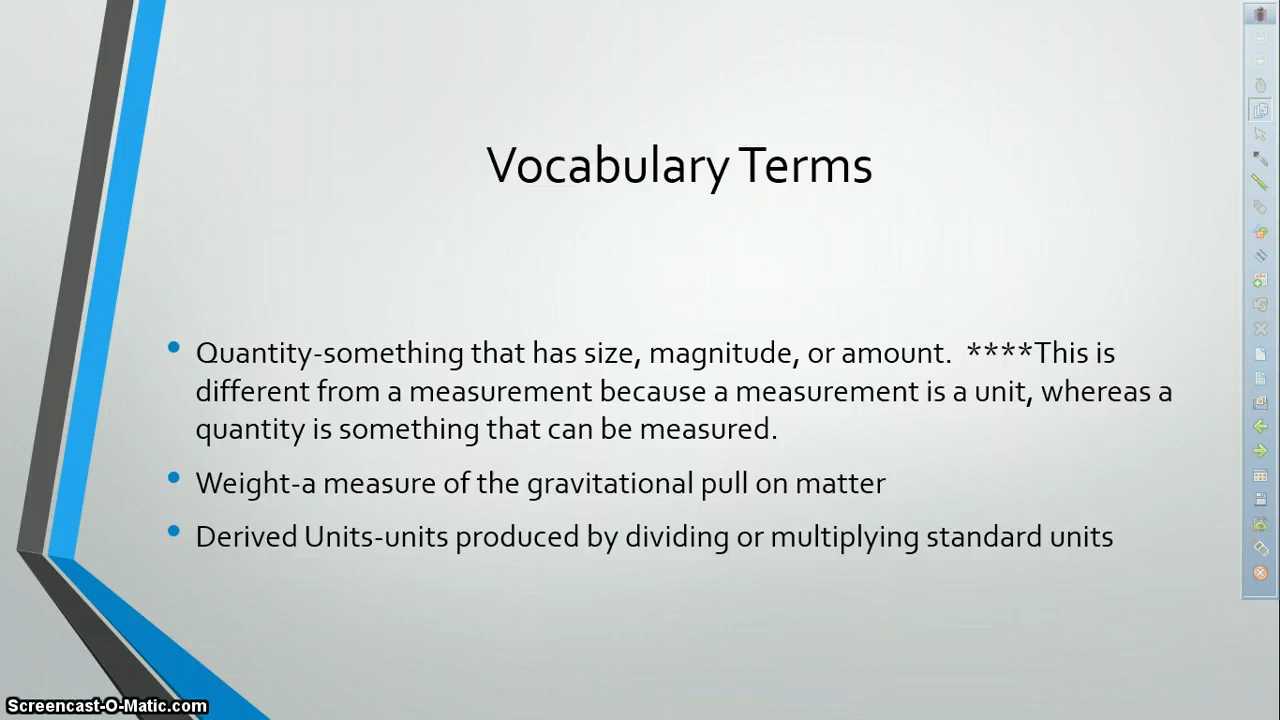 Vocabulary Terms
• Quantity-something that has size, magnitude, or amount.  ****This is
different from a measurement because a measurement is a unit, whereas a
quantity is something that can be measured.
• Weight-a measure of the gravitational pull on matter
• Derived Units-units produced by dividing or multiplying standard units
Screencast-O-Matic.com